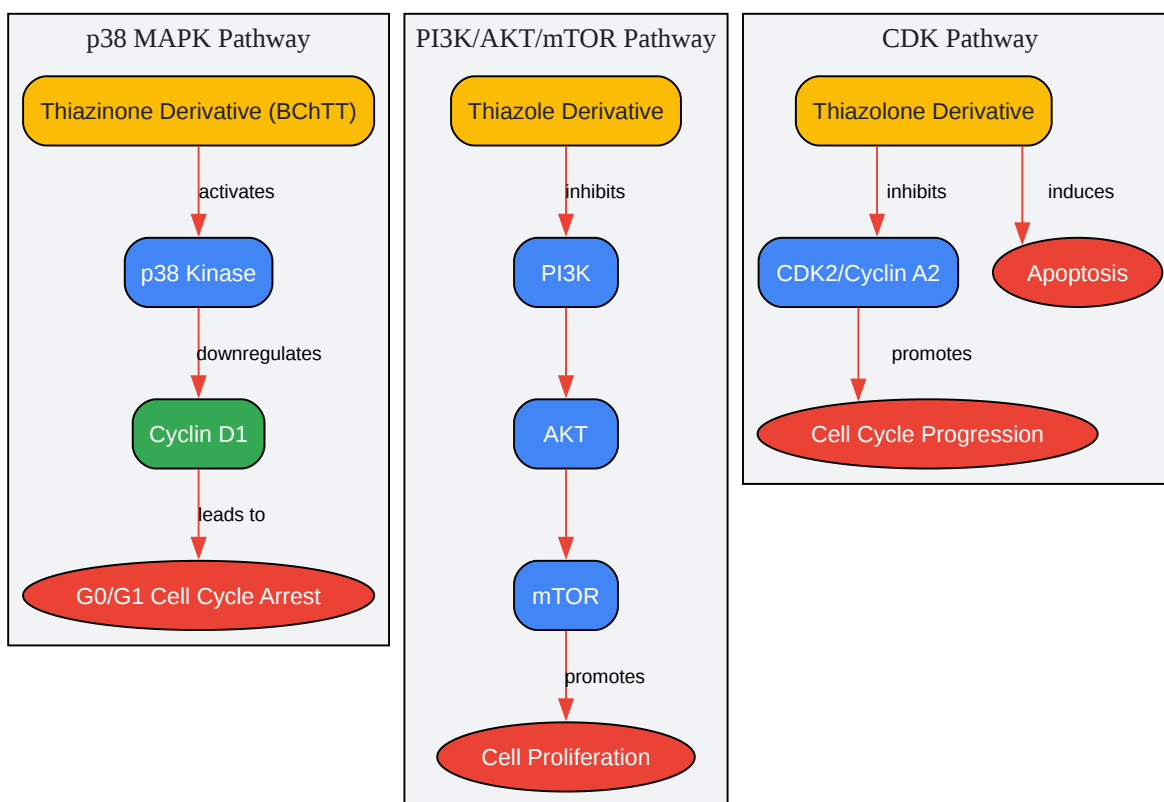 p38 MAPK Pathway
Thiazinone Derivative (BChTT)
activates
p38 Kinase
downregulates
Cyclin D1
leads to
G0/G1 Cell Cycle Arrest
PI3K/AKT/mTOR Pathway
Thiazole Derivative
inhibits
PI3K
AKT
mTOR
promotes
Cell Proliferation
CDK Pathway
Thiazolone Derivative
inhibits
induces
CDK2/Cyclin A2
Apoptosis
promotes
Cell Cycle Progression